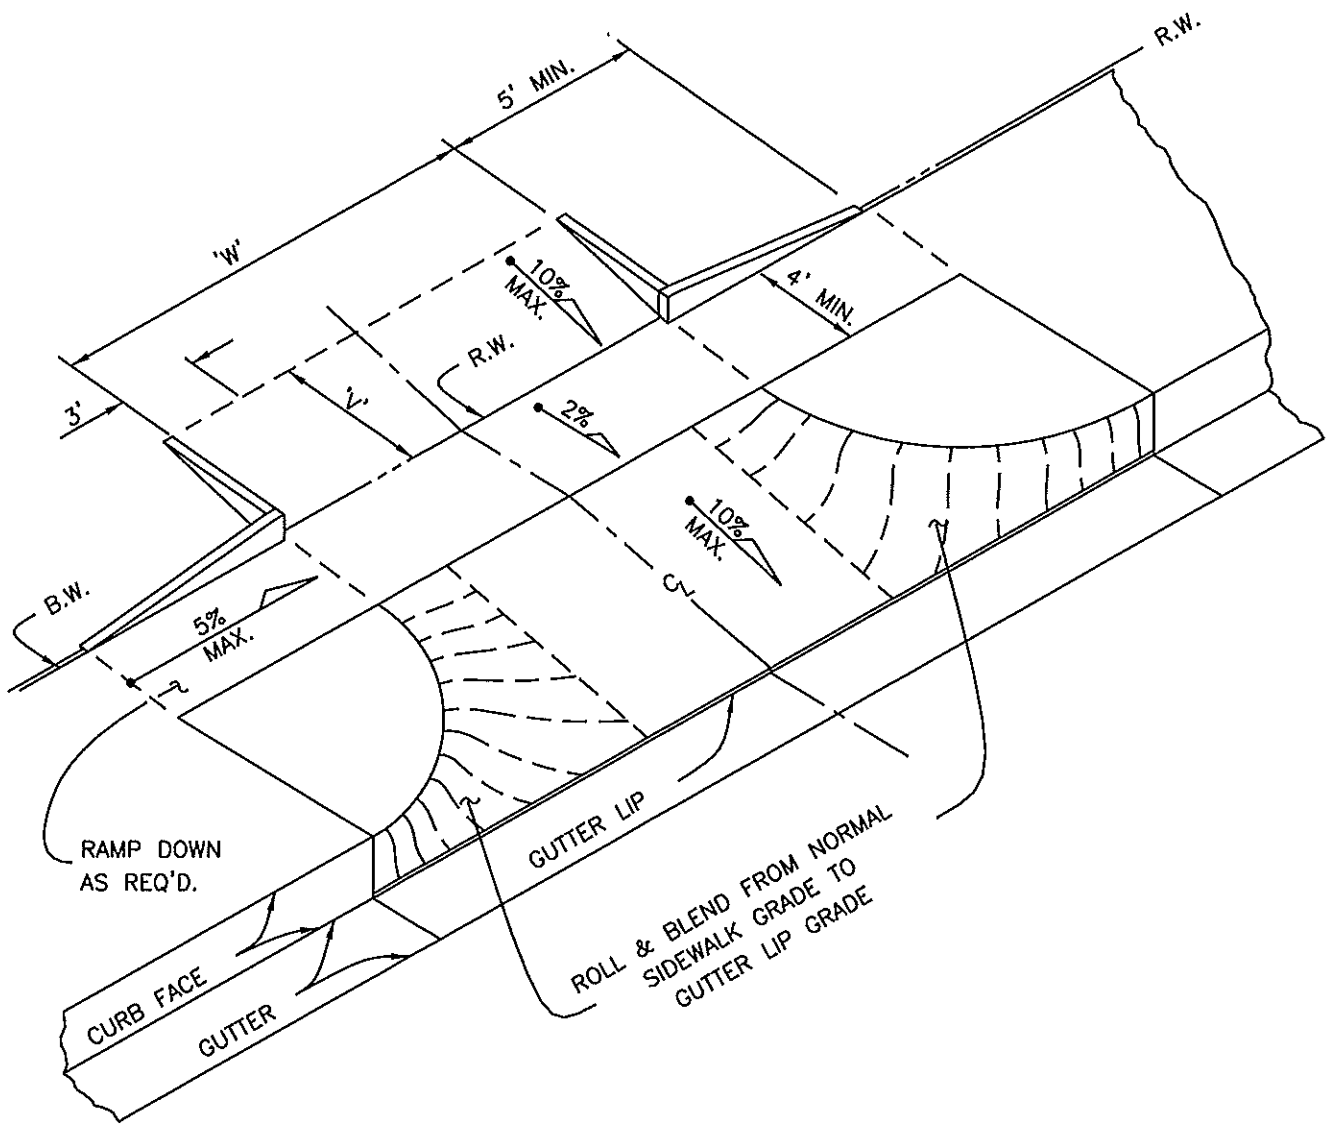 R.W.
5' MIN.
'W'
10%
MAX.
4' MIN.
R.W.
3'
'V'
2%
10%
MAX.
CL
B.W.
5%
MAX.
RAMP DOWN
AS REQ'D.
GUTTER LIP
ROLL & BLEND FROM NORMAL
SIDEWALK GRADE TO
GUTTER LIP GRADE
CURB FACE
GUTTER